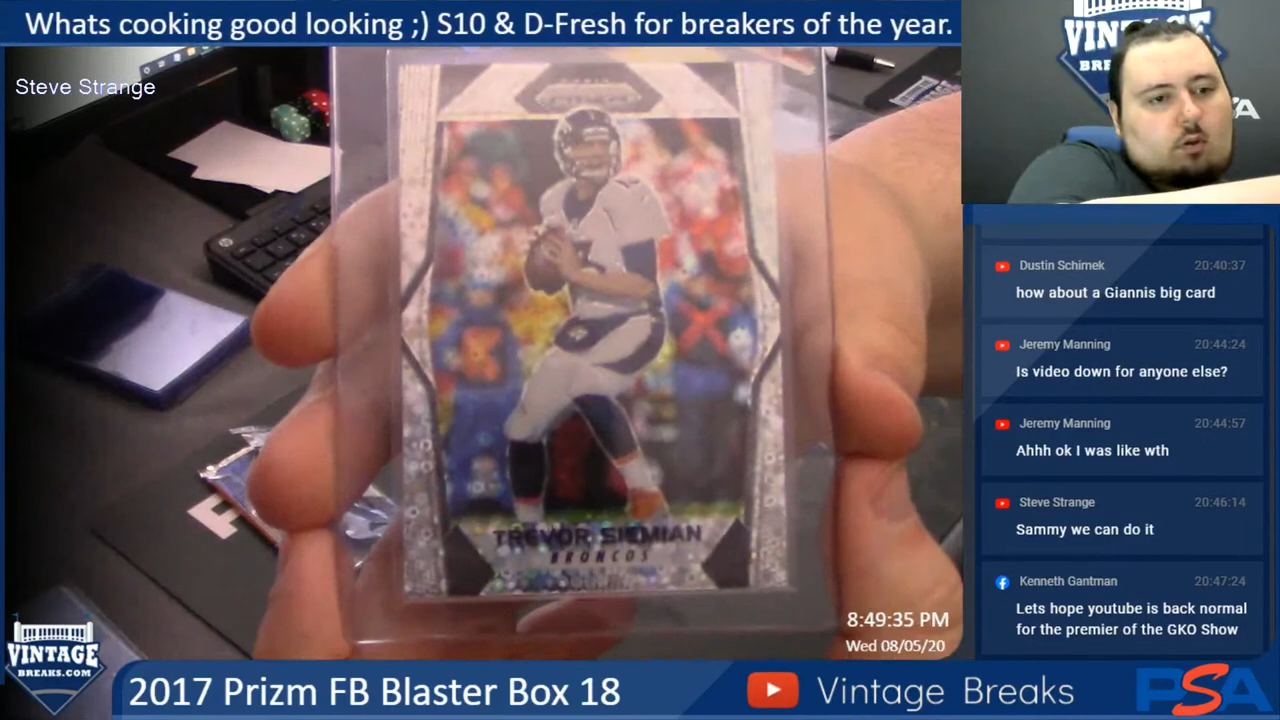 Whats cooking good looking ;) S10 & D-Fresh for breakers of the year.
Steve Strange
TREVOR SIEMIAN
BRONCOS
Dustin Schimek 20:40:37
how about a Giannis big card
Jeremy Manning 20:44:24
Is video down for anyone else?
Jeremy Manning 20:44:57
Ahhh ok I was like wth
Steve Strange 20:46:14
Sammy we can do it
Kenneth Gantman 20:47:24
Lets hope youtube is back normal
for the premier of the GKO Show
8:49:35 PM
Wed 08/05/20
VINTAGE
BREAKS.COM
2017 Prizm FB Blaster Box 18
Vintage Breaks
PSA